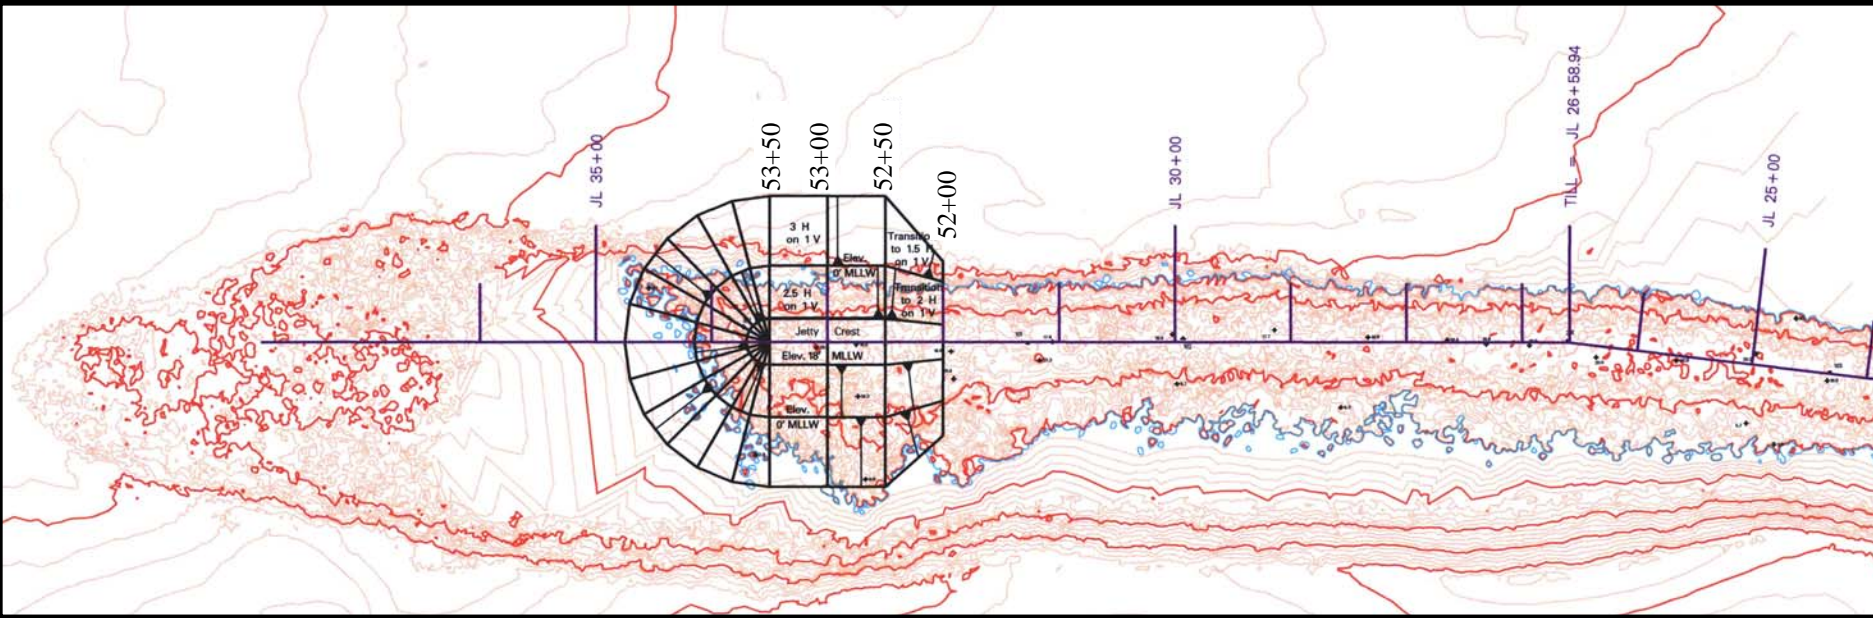 JL 35+00
53+50
53+00
52+50
52+00
JL 30+00
TILL = JL 26+58.94
JL 25+00
3 H
on 1 V
Elev.
0' MLLW
Transitio
to 1.5 H
on 1 V
2.5 H
on 1 V
Transition
to 2 H
on 1 V
Jetty Crest
Elev. 18' MLLW
Elev.
0' MLLW